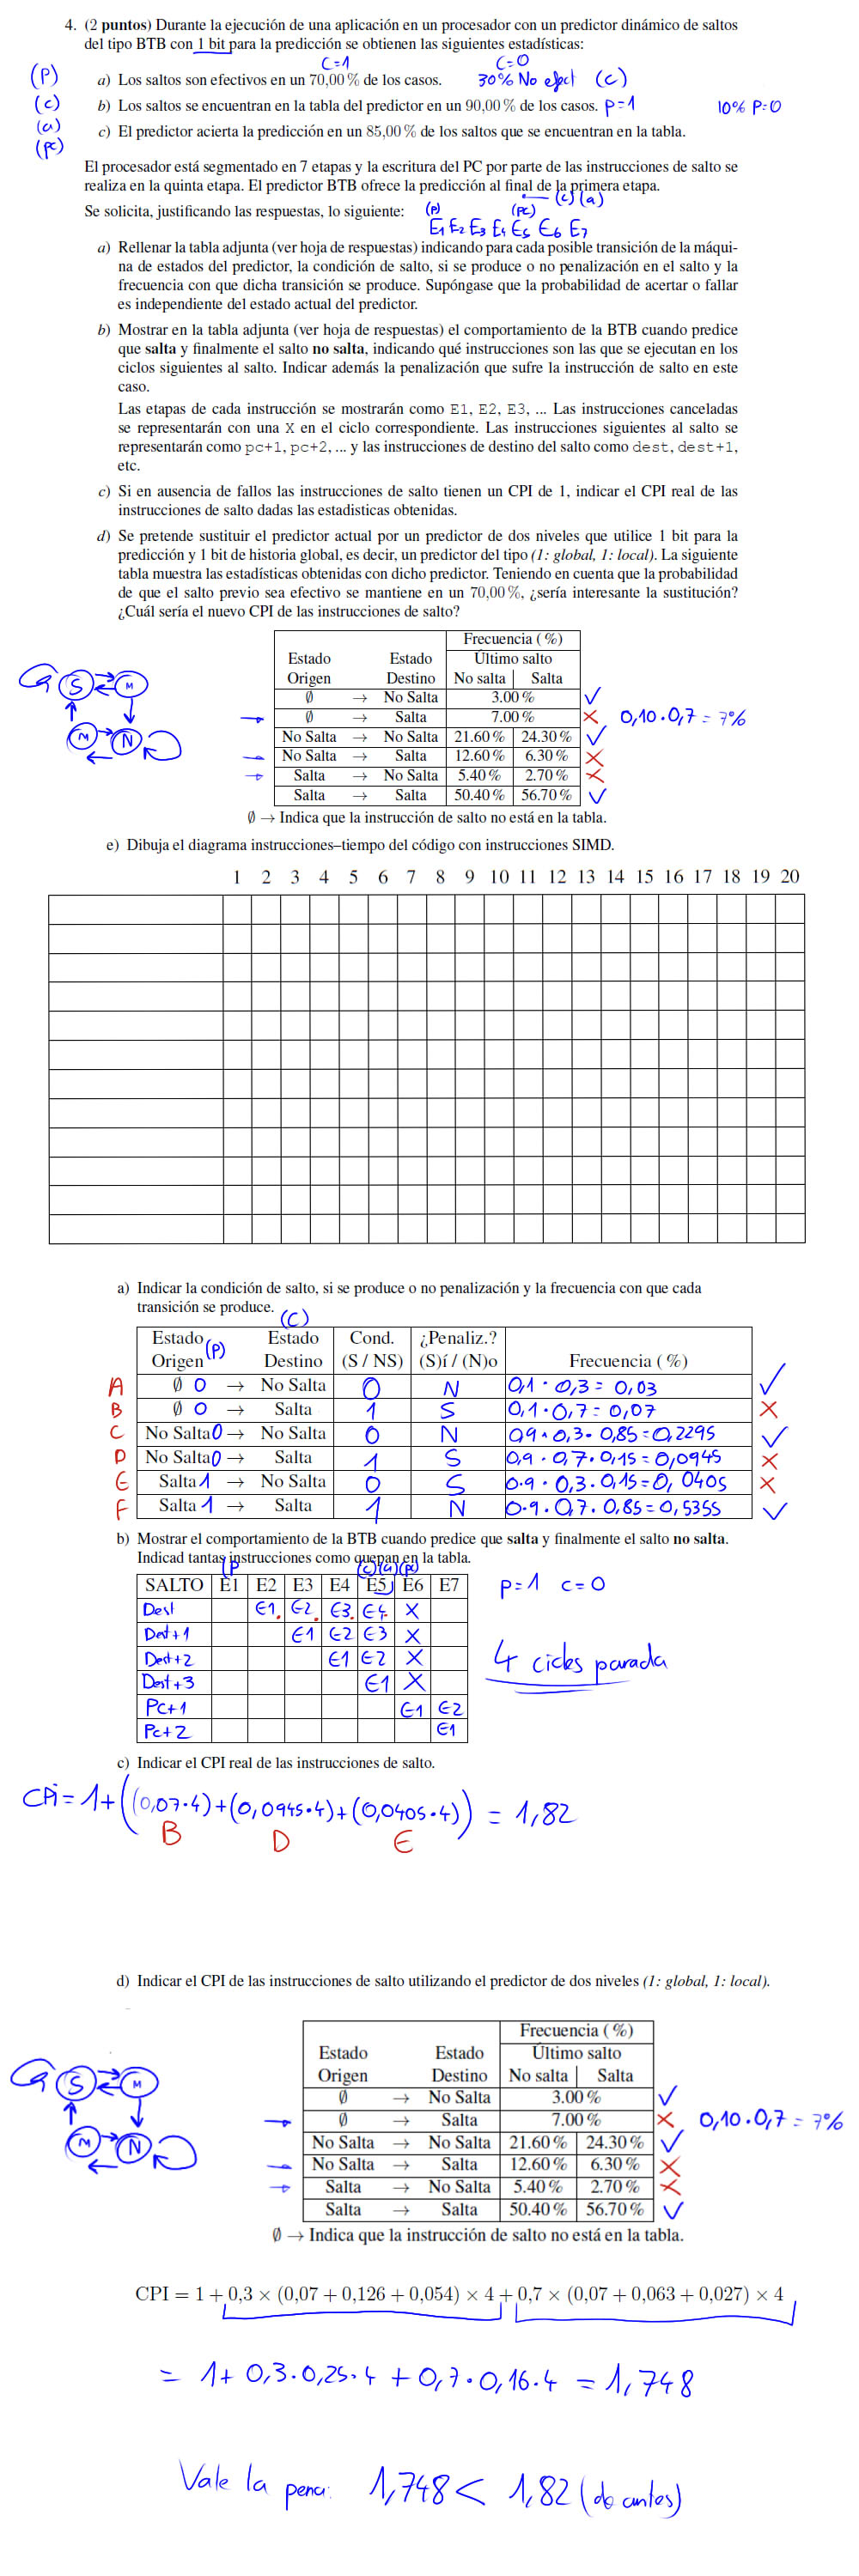 4. (2 puntos) Durante la ejecución de una aplicación en un procesador con un predictor dinámico de saltos
del tipo BTB con 1 bit para la predicción se obtienen las siguientes estadísticas:
C=1 C=0
(P) a) Los saltos son efectivos en un 70,00 % de los casos. 30% No efect (c)
(c) b) Los saltos se encuentran en la tabla del predictor en un 90,00 % de los casos. P=1 10% P=0
(a) c) El predictor acierta la predicción en un 85,00 % de los saltos que se encuentran en la tabla.
(pc)
El procesador está segmentado en 7 etapas y la escritura del PC por parte de las instrucciones de salto se
realiza en la quinta etapa. El predictor BTB ofrece la predicción al final de la primera etapa.
(c) (a)
Se solicita, justificando las respuestas, lo siguiente: (P) (PC)
E1 E2 E3 E4 E5 E6 E7
a) Rellenar la tabla adjunta (ver hoja de respuestas) indicando para cada posible transición de la máqui-
na de estados del predictor, la condición de salto, si se produce o no penalización en el salto y la
frecuencia con que dicha transición se produce. Supóngase que la probabilidad de acertar o fallar
es independiente del estado actual del predictor.
b) Mostrar en la tabla adjunta (ver hoja de respuestas) el comportamiento de la BTB cuando predice
que salta y finalmente el salto no salta, indicando qué instrucciones son las que se ejecutan en los
ciclos siguientes al salto. Indicar además la penalización que sufre la instrucción de salto en este
caso.
Las etapas de cada instrucción se mostrarán como E1, E2, E3, ... Las instrucciones canceladas
se representarán con una X en el ciclo correspondiente. Las instrucciones siguientes al salto se
representarán como pc+1, pc+2, ... y las instrucciones de destino del salto como dest, dest+1,
etc.
c) Si en ausencia de fallos las instrucciones de salto tienen un CPI de 1, indicar el CPI real de las
instrucciones de salto dadas las estadisticas obtenidas.
d) Se pretende sustituir el predictor actual por un predictor de dos niveles que utilice 1 bit para la
predicción y 1 bit de historia global, es decir, un predictor del tipo (1: global, 1: local). La siguiente
tabla muestra las estadísticas obtenidas con dicho predictor. Teniendo en cuenta que la probabilidad
de que el salto previo sea efectivo se mantiene en un 70,00 %, ¿sería interesante la sustitución?
¿Cuál sería el nuevo CPI de las instrucciones de salto?
Frecuencia ( %)
Estado Estado Último salto
Origen Destino No salta Salta
S M
M N
∅ → No Salta 3.00 % ✓
∅ → Salta 7.00 % ✗ 0,10·0,7 = 7%
No Salta → No Salta 21.60 % 24.30 % ✓
No Salta → Salta 12.60 % 6.30 % ✗
Salta → No Salta 5.40 % 2.70 % ✗
Salta → Salta 50.40 % 56.70 % ✓
∅ → Indica que la instrucción de salto no está en la tabla.
e) Dibuja el diagrama instrucciones–tiempo del código con instrucciones SIMD.
1 2 3 4 5 6 7 8 9 10 11 12 13 14 15 16 17 18 19 20
a) Indicar la condición de salto, si se produce o no penalización y la frecuencia con que cada
transición se produce.
(C)
Estado Estado Cond. ¿Penaliz.?
Origen (P) Destino (S / NS) (S)í / (N)o Frecuencia ( %)
A ∅ 0 → No Salta 0 N 0,1 · 0,3 = 0,03 ✓
B ∅ 0 → Salta 1 S 0,1 · 0,7 = 0,07 ✗
C No Salta 0 → No Salta 0 N 0,9 · 0,3 · 0,85 = 0,2295 ✓
D No Salta 0 → Salta 1 S 0,9 · 0,7 · 0,15 = 0,0945 ✗
E Salta 1 → No Salta 0 S 0.9 · 0,3 · 0,15 = 0,0405 ✗
F Salta 1 → Salta 1 N 0.9 · 0,7 · 0,85 = 0,5355 ✓
b) Mostrar el comportamiento de la BTB cuando predice que salta y finalmente el salto no salta.
Indicad tantas instrucciones como quepan en la tabla.
(P (c) (a) (pc)
SALTO E1 E2 E3 E4 E5 E6 E7 P=1 C=0
Dest E1 E2 E3 E4 X
Dest+1 E1 E2 E3 X
Dest+2 E1 E2 X 4 ciclos parada
Dest+3 E1 X
Pc+1 E1 E2
Pc+2 E1
c) Indicar el CPI real de las instrucciones de salto.
CPi = 1+((0,07·4)+(0,0945·4)+(0,0405·4)) = 1,82
B D E
d) Indicar el CPI de las instrucciones de salto utilizando el predictor de dos niveles (1: global, 1: local).
Frecuencia ( %)
Estado Estado Último salto
Origen Destino No salta Salta
S M
M N
∅ → No Salta 3.00 % ✓
∅ → Salta 7.00 % ✗ 0,10·0,7 = 7%
No Salta → No Salta 21.60 % 24.30 % ✓
No Salta → Salta 12.60 % 6.30 % ✗
Salta → No Salta 5.40 % 2.70 % ✗
Salta → Salta 50.40 % 56.70 % ✓
∅ → Indica que la instrucción de salto no está en la tabla.
CPI = 1 + 0,3 × (0,07 + 0,126 + 0,054) × 4 + 0,7 × (0,07 + 0,063 + 0,027) × 4
= 1 + 0,3·0,25·4 + 0,7·0,16·4 = 1,748
Vale la pena: 1,748 < 1,82 (do antes)